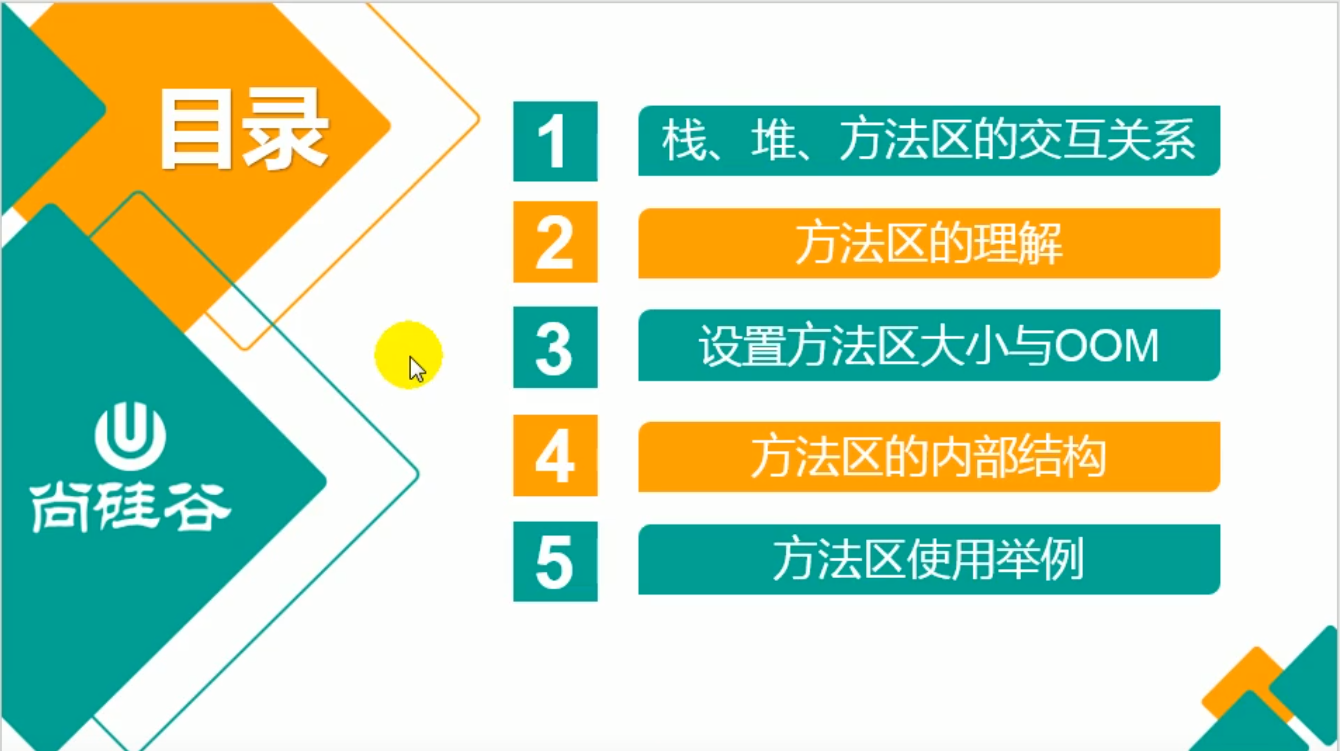 目录
1
栈、堆、方法区的交互关系
2
方法区的理解
3
设置方法区大小与OOM
4
方法区的内部结构
5
方法区使用举例
尚硅谷